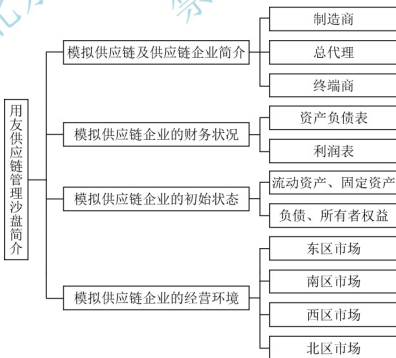 用友供应链管理沙盘简介
模拟供应链及供应链企业简介
制造商
总代理
终端商
模拟供应链企业的财务状况
资产负债表
利润表
模拟供应链企业的初始状态
流动资产、固定资产
负债、所有者权益
模拟供应链企业的经营环境
东区市场
南区市场
西区市场
北区市场